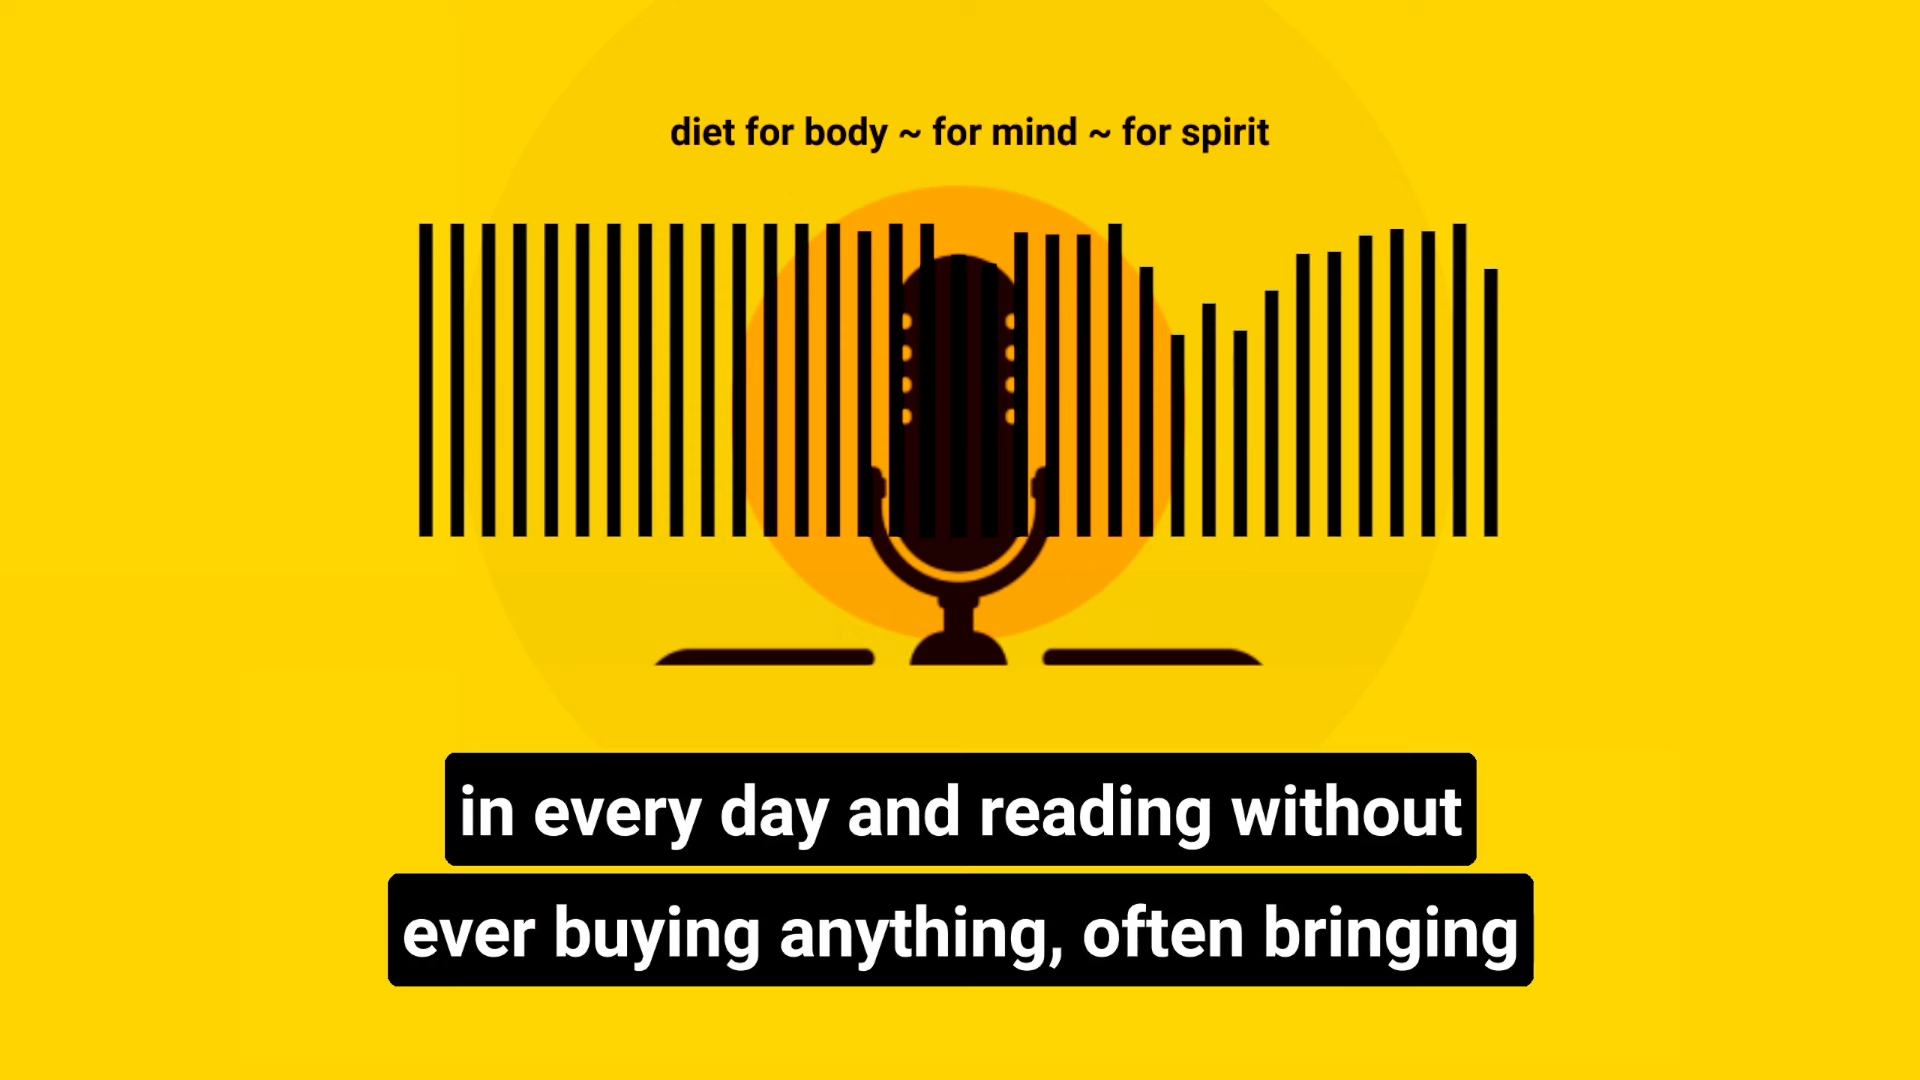 diet for body ~ for mind ~ for spirit
in every day and reading without
ever buying anything, often bringing